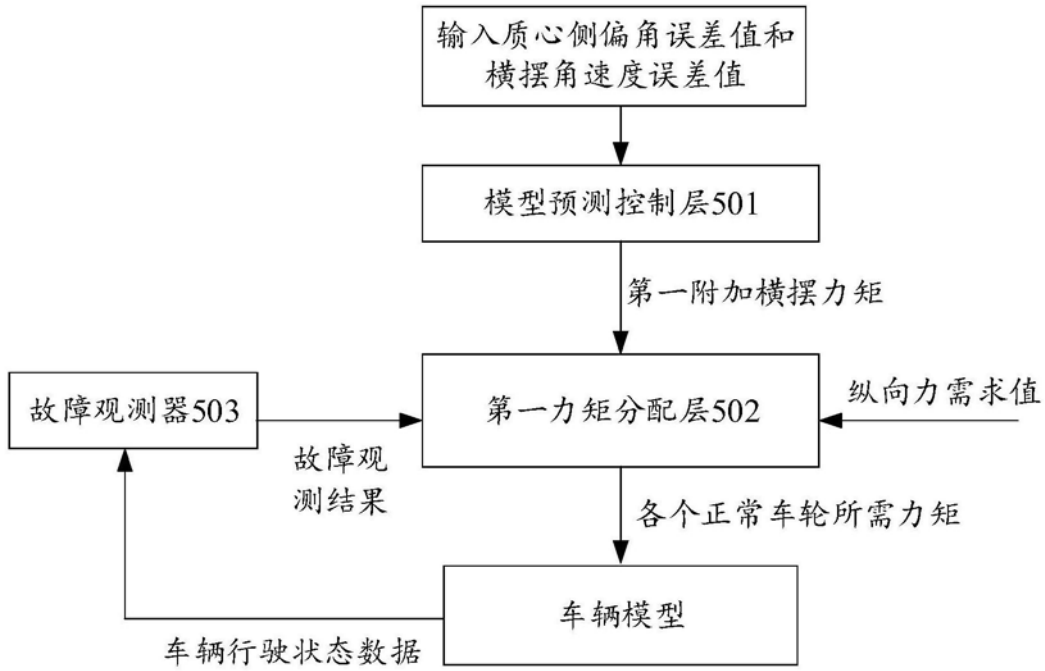 输入质心侧偏角误差值和
横摆角速度误差值
模型预测控制层501
第一附加横摆力矩
故障观测器503
第一力矩分配层502
纵向力需求值
故障观
测结果
各个正常车轮所需力矩
车辆模型
车辆行驶状态数据